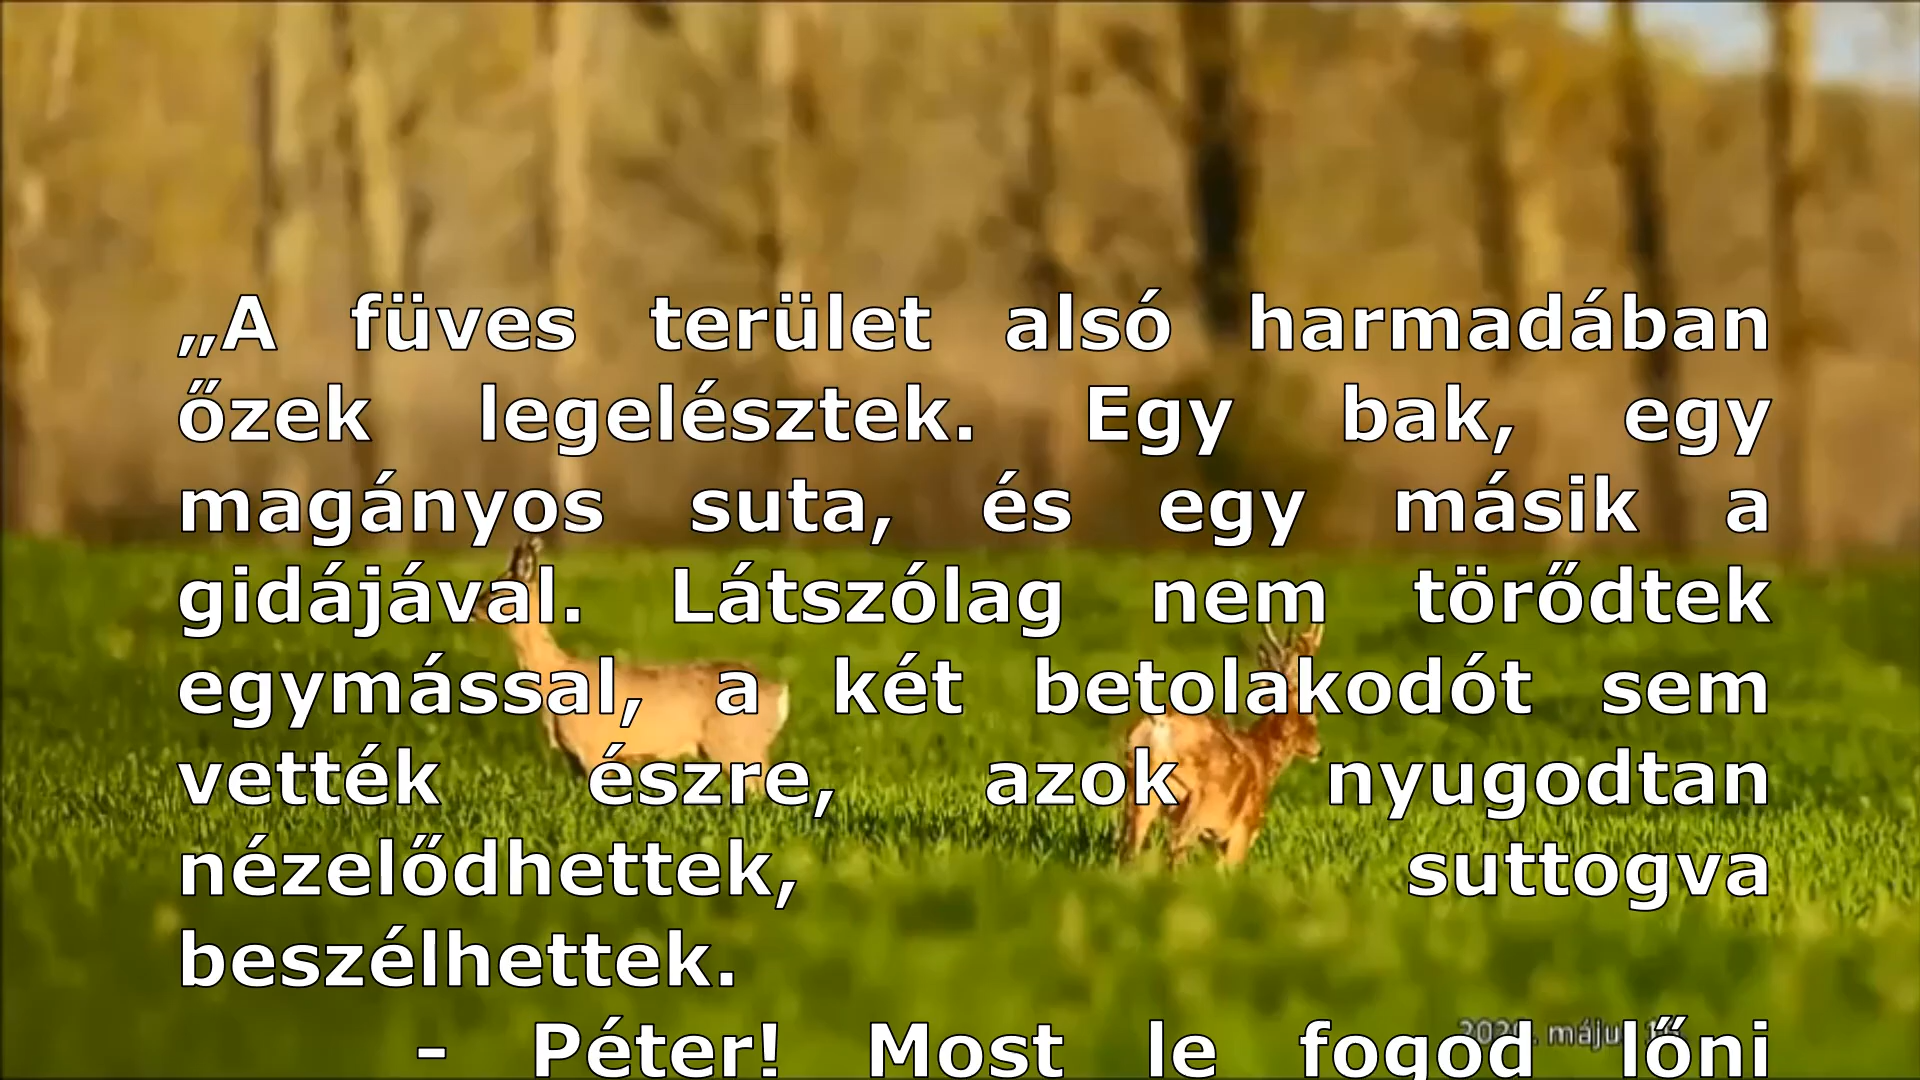 „A füves terület alsó harmadában
őzek legelésztek. Egy bak, egy
magányos suta, és egy másik a
gidájával. Látszólag nem törődtek
egymással, a két betolakodót sem
vették észre, azok nyugodtan
nézelődhettek, suttogva
beszélhettek.
- Péter! Most le fogod lőni
május